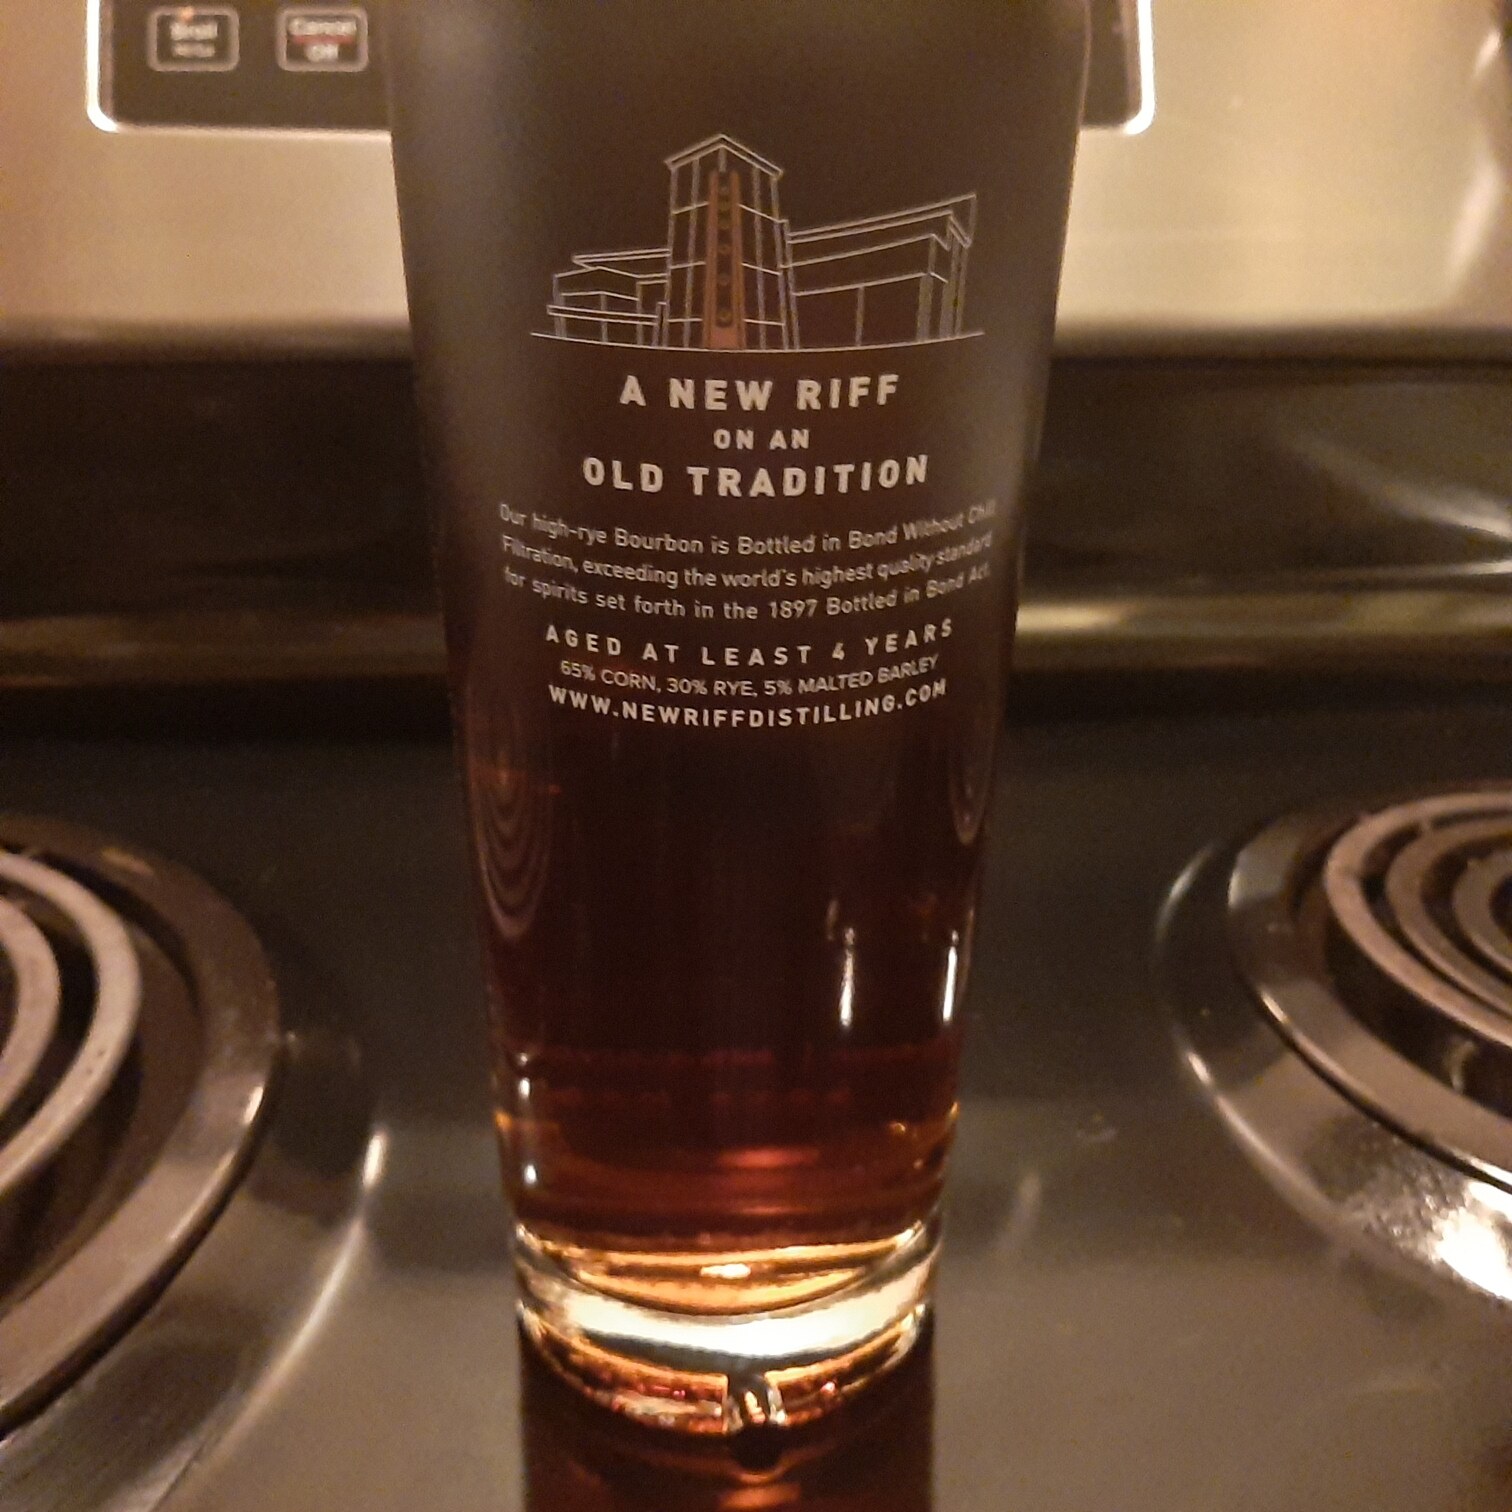 Cancel
Off
A NEW RIFF
ON AN
OLD TRADITION
Our high-rye Bourbon is Bottled in Bond Without Chill
Filtration, exceeding the world's highest quality standard
for spirits set forth in the 1897 Bottled in Bond Act.
AGED AT LEAST 4 YEARS
65% CORN, 30% RYE, 5% MALTED BARLEY
WWW.NEWRIFFDISTILLING.COM